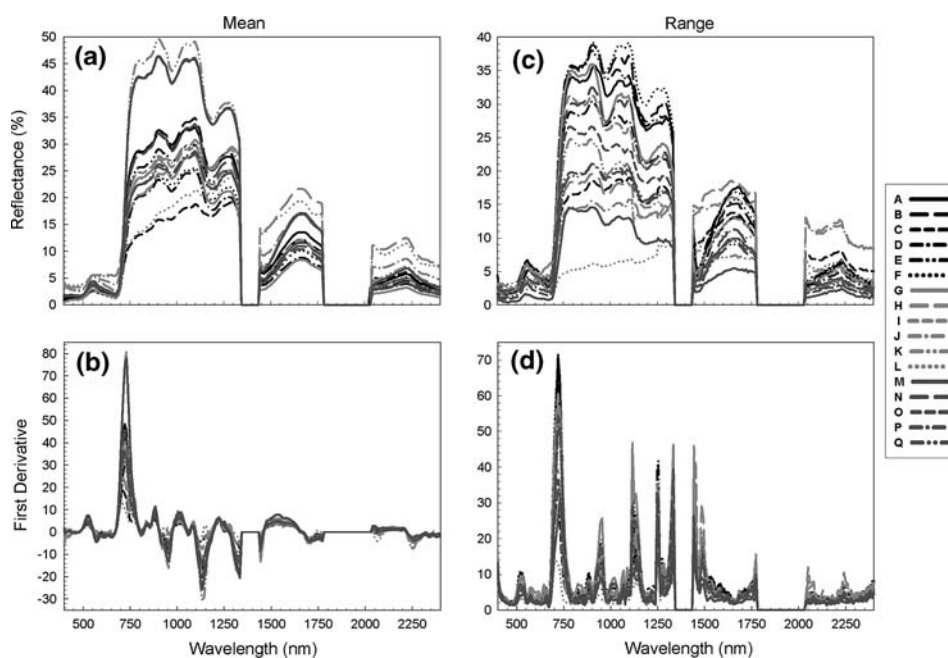 Mean
Range
Reflectance (%)
50
45
40
35
30
25
20
15
10
5
0
(a)
40
35
30
25
20
15
10
5
0
(c)
First Derivative
80
70
60
50
40
30
20
10
0
-10
-20
-30
(b)
70
60
50
40
30
20
10
0
(d)
500
750
1000
1250
1500
1750
2000
2250
Wavelength (nm)
500
750
1000
1250
1500
1750
2000
2250
Wavelength (nm)
A
B
C
D
E
F
G
H
I
J
K
L
M
N
O
P
Q